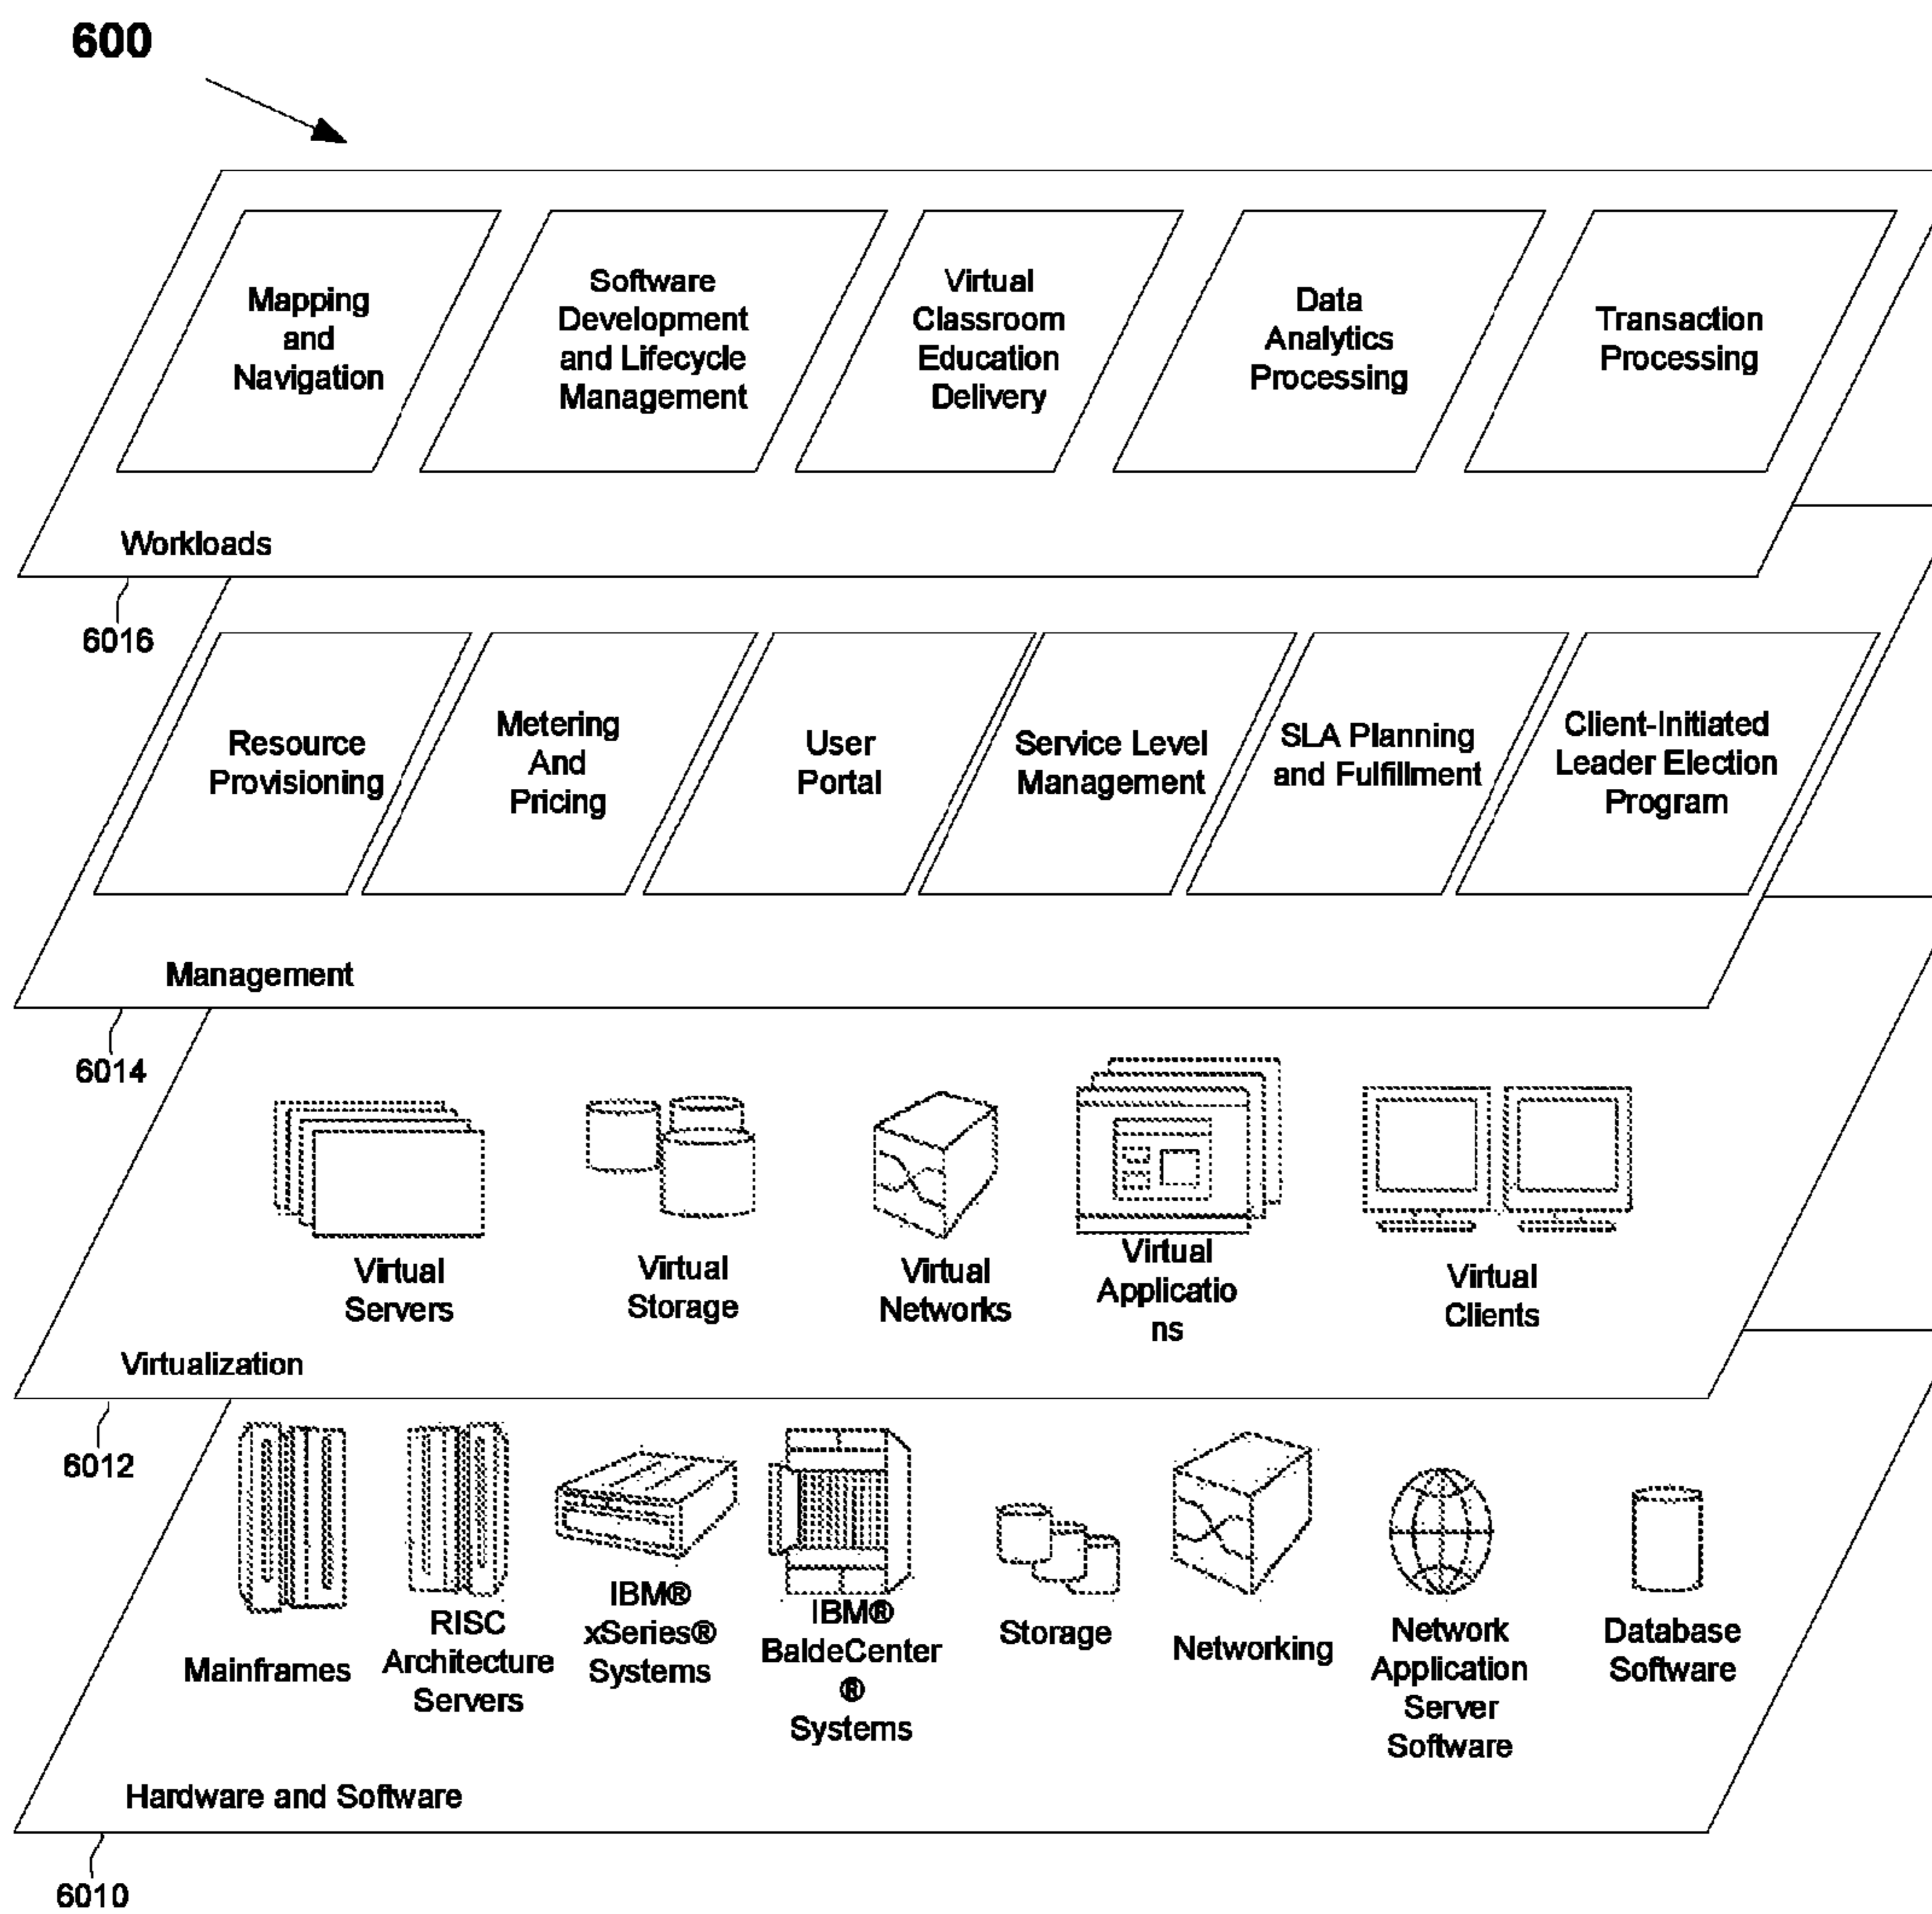 600
Mapping
and
Navigation
Software
Development
and Lifecycle
Management
Virtual
Classroom
Education
Delivery
Data
Analytics
Processing
Transaction
Processing
Workloads
6016
Resource
Provisioning
Metering
And
Pricing
User
Portal
Service Level
Management
SLA Planning
and Fulfillment
Client-Initiated
Leader Election
Program
Management
6014
Virtual
Servers
Virtual
Storage
Virtual
Networks
Virtual
Applicatio
ns
Virtual
Clients
Virtualization
6012
Mainframes
RISC
Architecture
Servers
IBM®
xSeries®
Systems
IBM®
BaldeCenter
®
Systems
Storage
Networking
Network
Application
Server
Software
Database
Software
Hardware and Software
6010